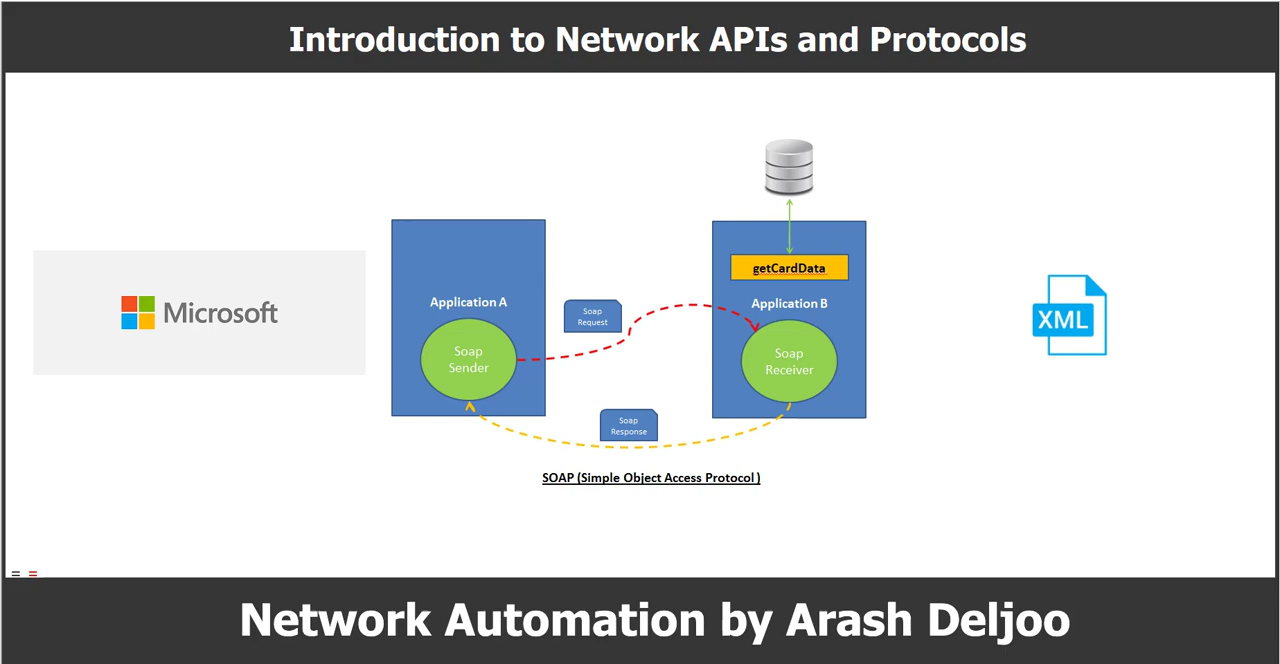 Introduction to Network APIs and Protocols
Microsoft
Application A
Soap
Sender
Soap
Request
getCardData
Application B
Soap
Receiver
XML
Soap
Response
SOAP (Simple Object Access Protocol )
Network Automation by Arash Deljoo